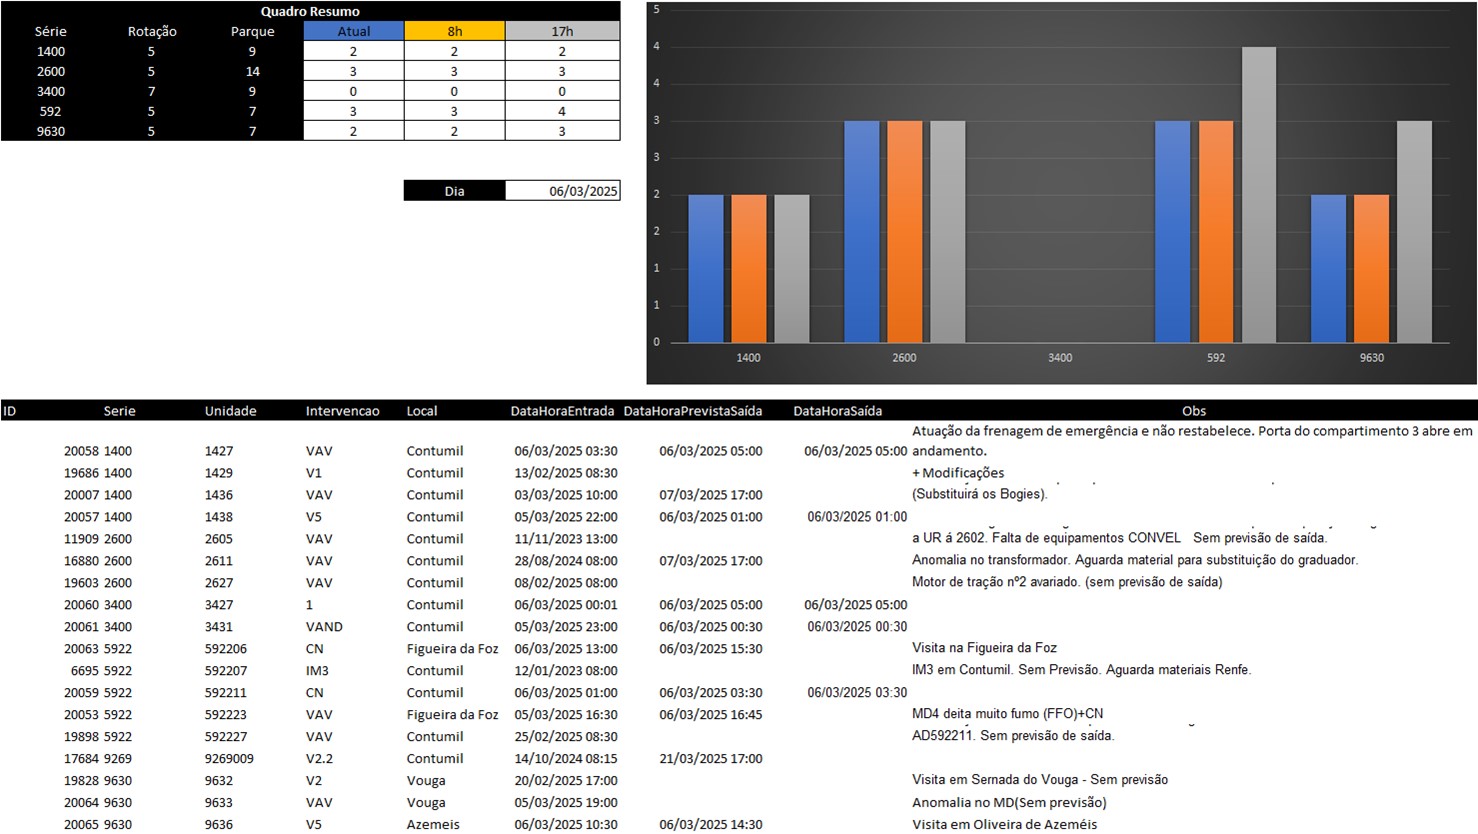 Quadro Resumo
Série Rotação Parque Atual 8h 17h
1400 5 9 2 2 2
2600 5 14 3 3 3
3400 7 9 0 0 0
592 5 7 3 3 4
9630 5 7 2 2 3
Dia 06/03/2025
5
4
4
3
3
2
2
1
1
0
1400 2600 3400 592 9630
ID Serie Unidade Intervencao Local DataHoraEntrada DataHoraPrevistaSaída DataHoraSaída Obs
Atuação da frenagem de emergência e não restabelece. Porta do compartimento 3 abre em
20058 1400 1427 VAV Contumil 06/03/2025 03:30 06/03/2025 05:00 06/03/2025 05:00 andamento.
19686 1400 1429 V1 Contumil 13/02/2025 08:30 + Modificações
20007 1400 1436 VAV Contumil 03/03/2025 10:00 07/03/2025 17:00 (Substituirá os Bogies).
20057 1400 1438 V5 Contumil 05/03/2025 22:00 06/03/2025 01:00 06/03/2025 01:00
11909 2600 2605 VAV Contumil 11/11/2023 13:00 a UR á 2602. Falta de equipamentos CONVEL Sem previsão de saída.
16880 2600 2611 VAV Contumil 28/08/2024 08:00 07/03/2025 17:00 Anomalia no transformador. Aguarda material para substituição do graduador.
19603 2600 2627 VAV Contumil 08/02/2025 08:00 Motor de tração nº2 avariado. (sem previsão de saída)
20060 3400 3427 1 Contumil 06/03/2025 00:01 06/03/2025 05:00 06/03/2025 05:00
20061 3400 3431 VAND Contumil 05/03/2025 23:00 06/03/2025 00:30 06/03/2025 00:30
20063 5922 592206 CN Figueira da Foz 06/03/2025 13:00 06/03/2025 15:30 Visita na Figueira da Foz
6695 5922 592207 IM3 Contumil 12/01/2023 08:00 IM3 em Contumil. Sem Previsão. Aguarda materiais Renfe.
20059 5922 592211 CN Contumil 06/03/2025 01:00 06/03/2025 03:30 06/03/2025 03:30
20053 5922 592223 VAV Figueira da Foz 05/03/2025 16:30 06/03/2025 16:45 MD4 deita muito fumo (FFO)+CN
19898 5922 592227 VAV Contumil 25/02/2025 08:30 AD592211. Sem previsão de saída.
17684 9269 9269009 V2.2 Contumil 14/10/2024 08:15 21/03/2025 17:00
19828 9630 9632 V2 Vouga 20/02/2025 17:00 Visita em Sernada do Vouga - Sem previsão
20064 9630 9633 VAV Vouga 05/03/2025 19:00 Anomalia no MD(Sem previsão)
20065 9630 9636 V5 Azemeis 06/03/2025 10:30 06/03/2025 14:30 Visita em Oliveira de Azeméis